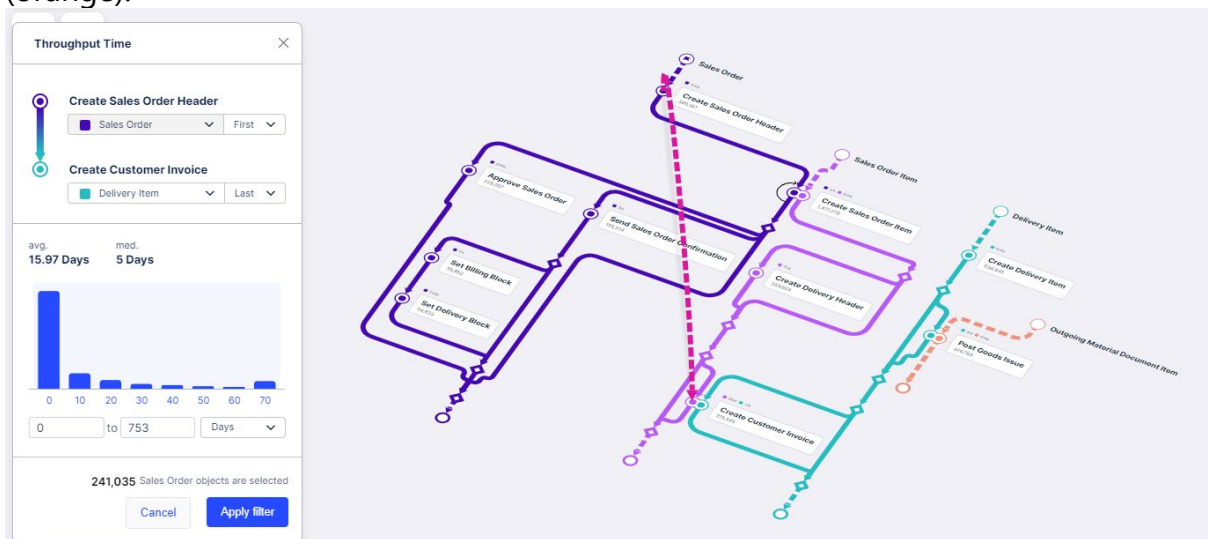 (orange).
Throughput Time
Create Sales Order Header
Sales Order
First
Create Customer Invoice
Delivery Item
Last
avg.
med.
15.97 Days
5 Days
0 10 20 30 40 50 60 70
0
to
753
Days
241,035 Sales Order objects are selected
Cancel
Apply filter
Sales Order
Create Sales Order Header
Sales Order Item
Approve Sales Order
Create Sales Order Item
Send Sales Order Confirmation
Delivery Item
Set Billing Block
Create Delivery Item
Create Delivery Header
Set Delivery Block
Outgoing Material Document Item
Post Goods Issue
Create Customer Invoice